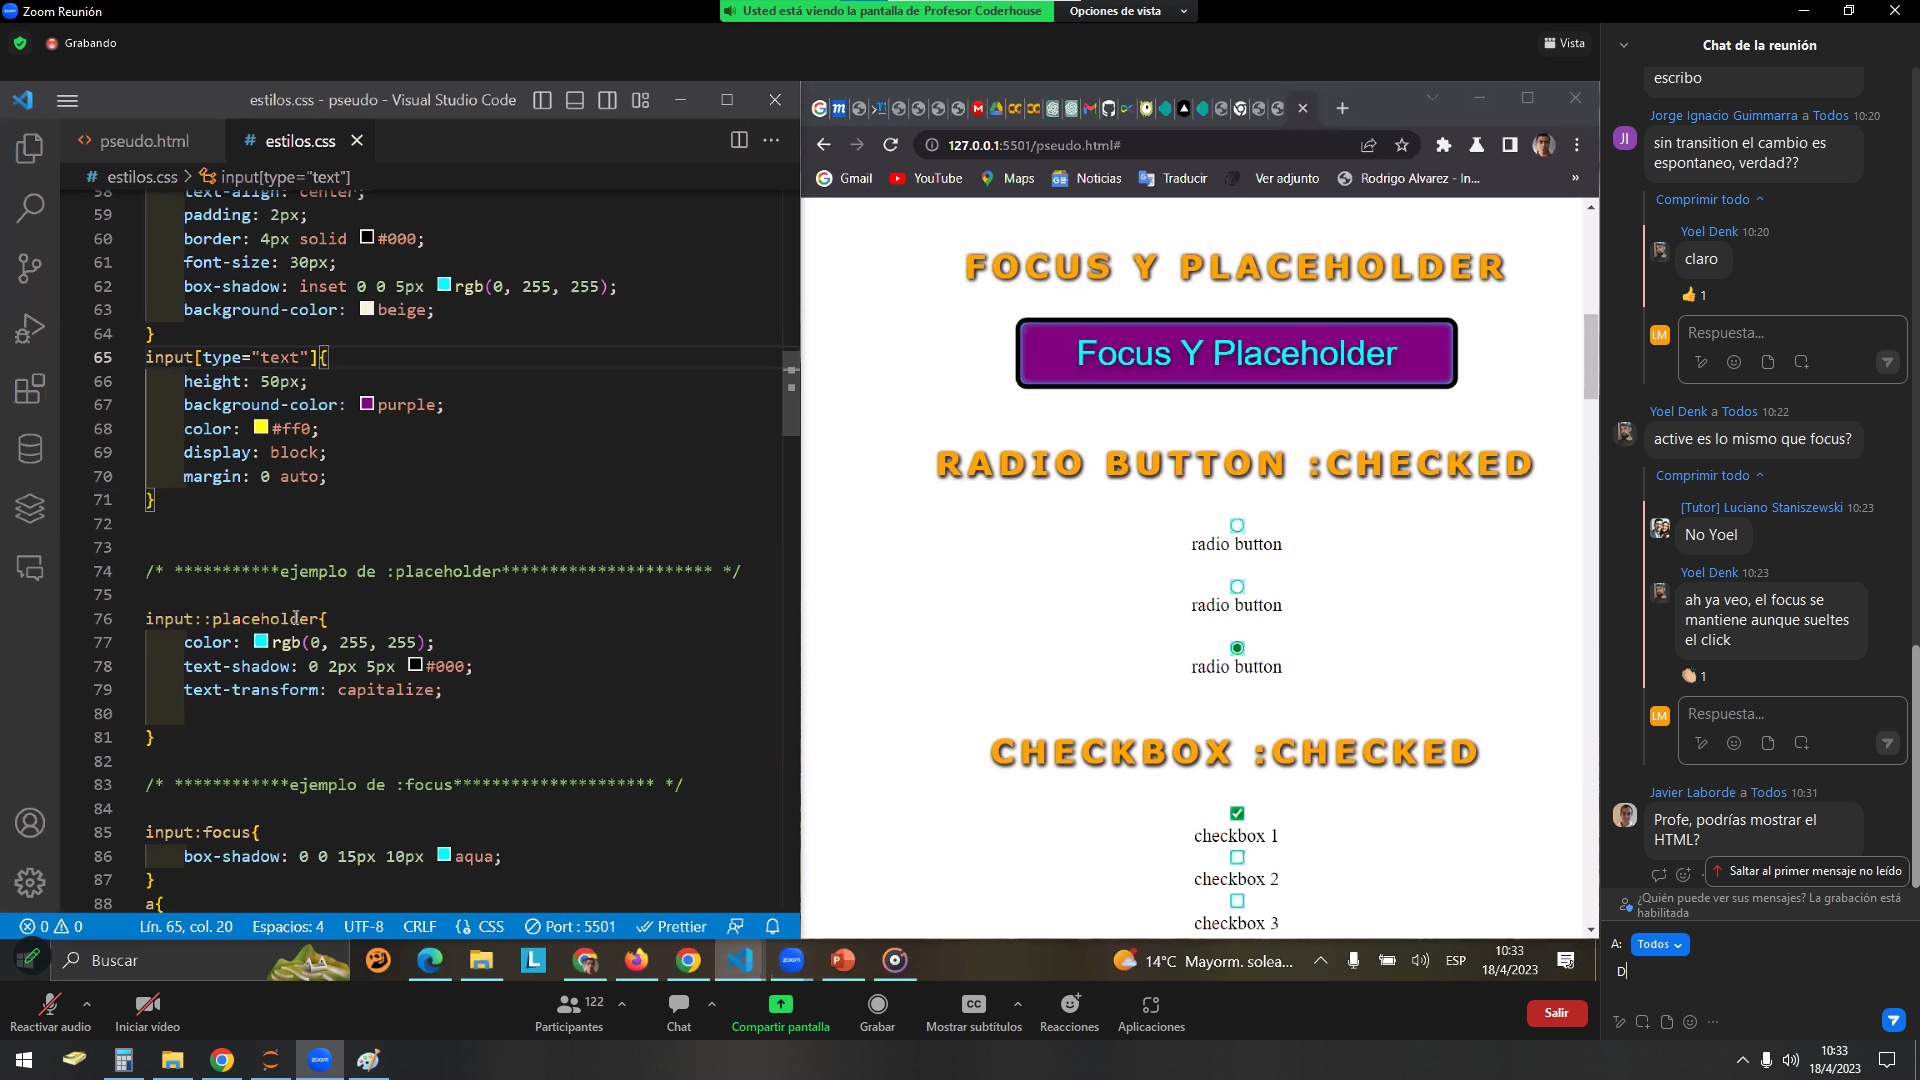 Zoom Reunión
Usted está viendo la pantalla de Profesor Coderhouse
Opciones de vista
Grabando
Vista
estilos.css - pseudo - Visual Studio Code
pseudo.html
estilos.css
estilos.css > input[type="text"]
58 text-align: center;
59 padding: 2px;
60 border: 4px solid #000;
61 font-size: 30px;
62 box-shadow: inset 0 0 5px rgb(0, 255, 255);
63 background-color: beige;
64 }
65 input[type="text"]{
66 height: 50px;
67 background-color: purple;
68 color: #ff0;
69 display: block;
70 margin: 0 auto;
71 }
72
73
74 /* ***********ejemplo de :placeholder********************** */
75
76 input::placeholder{
77 color: rgb(0, 255, 255);
78 text-shadow: 0 2px 5px #000;
79 text-transform: capitalize;
80
81 }
82
83 /* ************ejemplo de :focus********************* */
84
85 input:focus{
86 box-shadow: 0 0 15px 10px aqua;
87 }
88 a{
0 0
Lín. 65, col. 20
Espacios: 4
UTF-8
CRLF
CSS
Port : 5501
Prettier
127.0.0.1:5501/pseudo.html#
Gmail
YouTube
Maps
Noticias
Traducir
Ver adjunto
Rodrigo Alvarez - In...
»
FOCUS Y PLACEHOLDER
Focus Y Placeholder
RADIO BUTTON :CHECKED
radio button
radio button
radio button
CHECKBOX :CHECKED
checkbox 1
checkbox 2
checkbox 3
Buscar
14°C Mayorm. solea...
ESP
10:33
18/4/2023
Chat de la reunión
escribo
Jorge Ignacio Guimmarra a Todos 10:20
JI
sin transition el cambio es
espontaneo, verdad??
Comprimir todo
Yoel Denk 10:20
claro
1
LM
Respuesta...
Yoel Denk a Todos 10:22
active es lo mismo que focus?
Comprimir todo
[Tutor] Luciano Staniszewski 10:23
No Yoel
Yoel Denk 10:23
ah ya veo, el focus se
mantiene aunque sueltes
el click
1
LM
Respuesta...
Javier Laborde a Todos 10:31
Profe, podrías mostrar el
HTML?
Saltar al primer mensaje no leído
¿Quién puede ver sus mensajes? La grabación está
habilitada
A: Todos
D
Reactivar audio
Iniciar vídeo
122
Participantes
Chat
Compartir pantalla
Grabar
CC
Mostrar subtítulos
Reacciones
Aplicaciones
Salir
zoom
10:33
18/4/2023